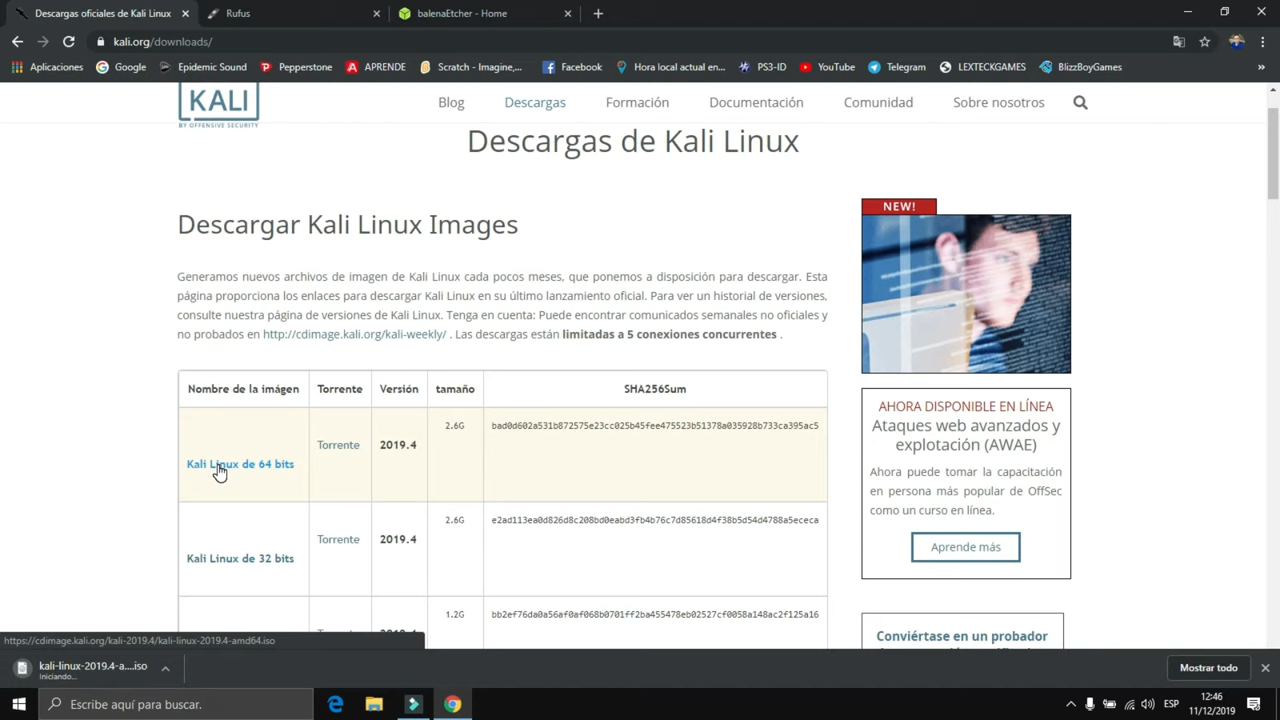 Descargas oficiales de Kali Linux
Rufus
balenaEtcher - Home
kali.org/downloads/
Aplicaciones
Google
Epidemic Sound
Pepperstone
APRENDE
Scratch - Imagine,...
Facebook
Hora local actual en...
PS3-ID
YouTube
Telegram
LEXTECKGAMES
BlizzBoyGames
»
KALI
BY OFFENSIVE SECURITY
Blog
Descargas
Formación
Documentación
Comunidad
Sobre nosotros
Descargas de Kali Linux
Descargar Kali Linux Images
Generamos nuevos archivos de imagen de Kali Linux cada pocos meses, que ponemos a disposición para descargar. Esta
página proporciona los enlaces para descargar Kali Linux en su último lanzamiento oficial. Para ver un historial de versiones,
consulte nuestra página de versiones de Kali Linux. Tenga en cuenta: Puede encontrar comunicados semanales no oficiales y
no probados en http://cdimage.kali.org/kali-weekly/ . Las descargas están limitadas a 5 conexiones concurrentes .
Nombre de la imágen
Torrente
Versión
tamaño
SHA256Sum
Kali Linux de 64 bits
Torrente
2019.4
2.6G
bad0d602a531b872575e23cc025b45fee475523b51378a035928b733ca395ac5
Kali Linux de 32 bits
Torrente
2019.4
2.6G
e2ad113ea0d826d8c208bd0eabd3fb4b76c7d85618d4f38b5d54d4788a5ececa
1.2G
bb2ef76da0a56af0af068b0701ff2ba455478eb02527cf0058a148ac2f125a16
NEW!
AHORA DISPONIBLE EN LÍNEA
Ataques web avanzados y
explotación (AWAE)
Ahora puede tomar la capacitación
en persona más popular de OffSec
como un curso en línea.
Aprende más
Conviértase en un probador
https://cdimage.kali.org/kali-2019.4/kali-linux-2019.4-amd64.iso
kali-linux-2019.4-a....iso
Iniciando...
Mostrar todo
Escribe aquí para buscar.
ESP
12:46
11/12/2019